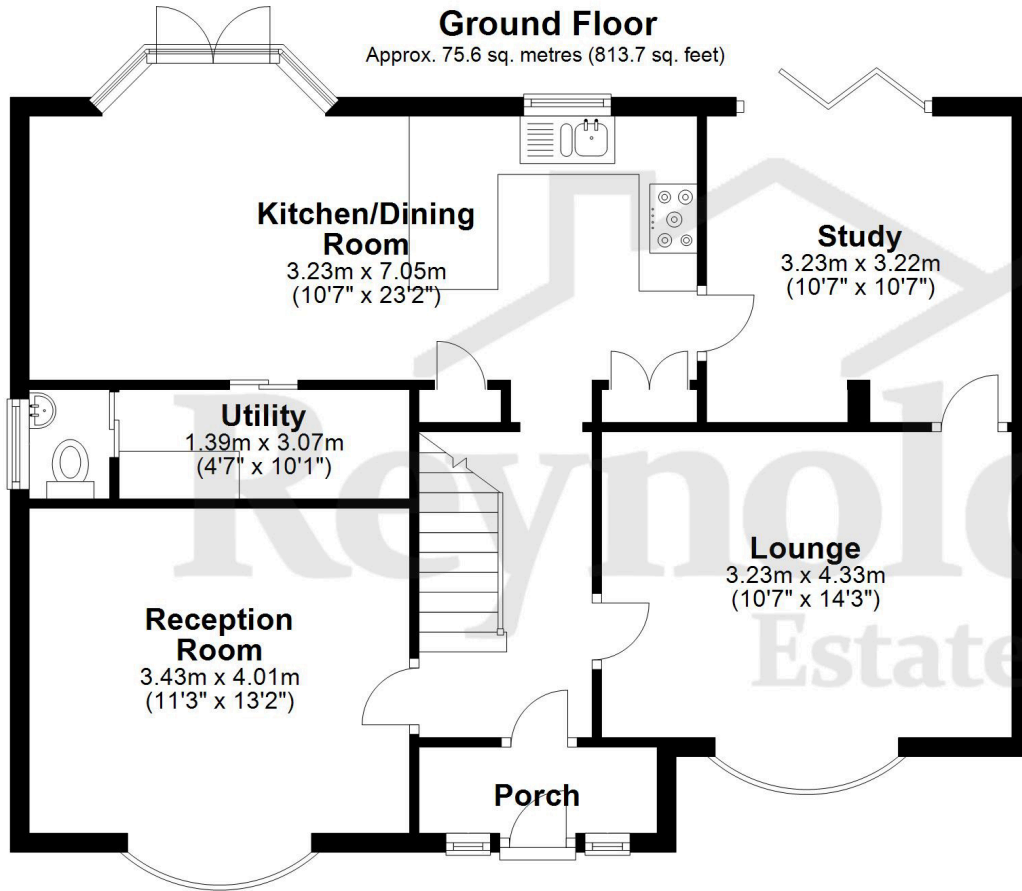 Ground Floor
Approx. 75.6 sq. metres (813.7 sq. feet)
Kitchen/Dining
Room
3.23m x 7.05m
(10'7" x 23'2")
Study
3.23m x 3.22m
(10'7" x 10'7")
Utility
1.39m x 3.07m
(4'7" x 10'1")
Lounge
3.23m x 4.33m
(10'7" x 14'3")
Reception
Room
3.43m x 4.01m
(11'3" x 13'2")
Porch
Reynol
Estate